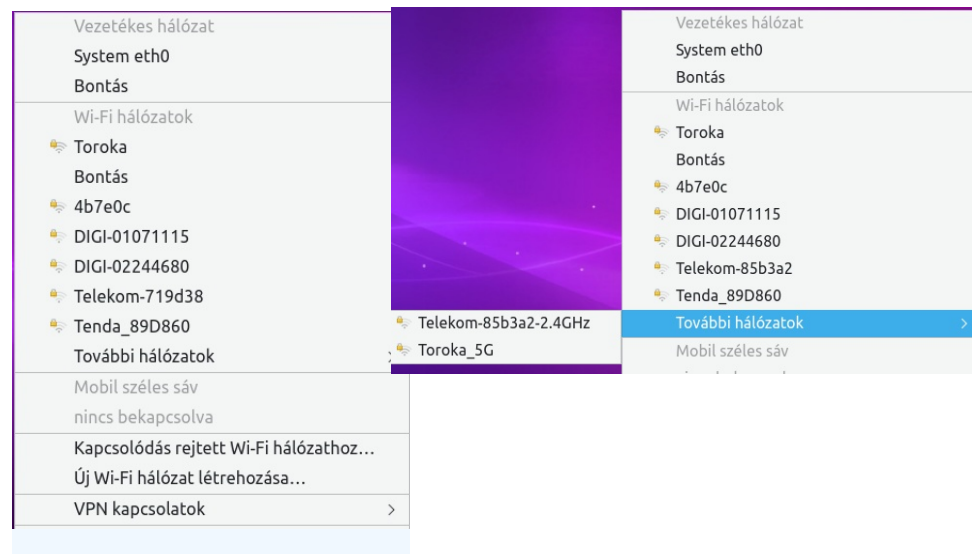 Vezetékes hálózat
System eth0
Bontás
Wi-Fi hálózatok
Toroka
Bontás
4b7e0c
DIGI-01071115
DIGI-02244680
Telekom-719d38
Tenda_89D860
További hálózatok
Mobil széles sáv
nincs bekapcsolva
Kapcsolódás rejtett Wi-Fi hálózathoz...
Új Wi-Fi hálózat létrehozása...
VPN kapcsolatok
Vezetékes hálózat
System eth0
Bontás
Wi-Fi hálózatok
Toroka
Bontás
4b7e0c
DIGI-01071115
DIGI-02244680
Telekom-85b3a2
Tenda_89D860
További hálózatok
Mobil széles sáv
Telekom-85b3a2-2.4GHz
Toroka_5G